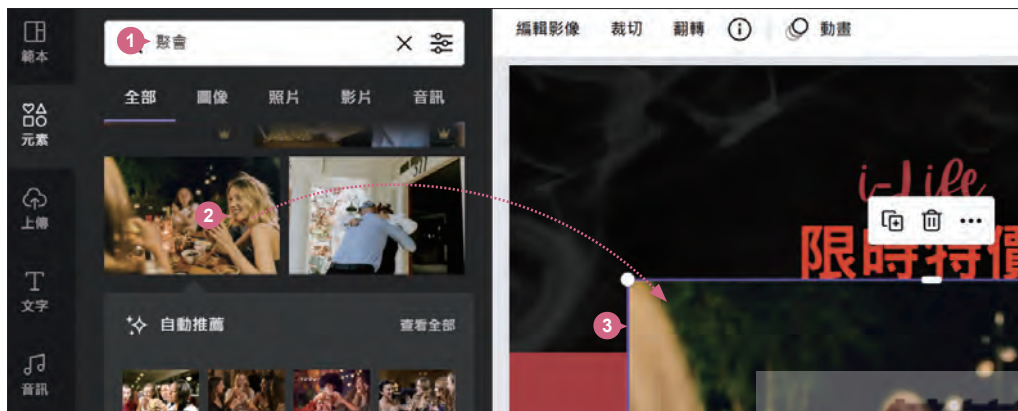 範本
元素
上傳
文字
音訊
1 聚會
全部 圖像 照片 影片 音訊
2
自動推薦 查看全部
編輯影像 裁切 翻轉 動畫
i-Life
限時特價
3